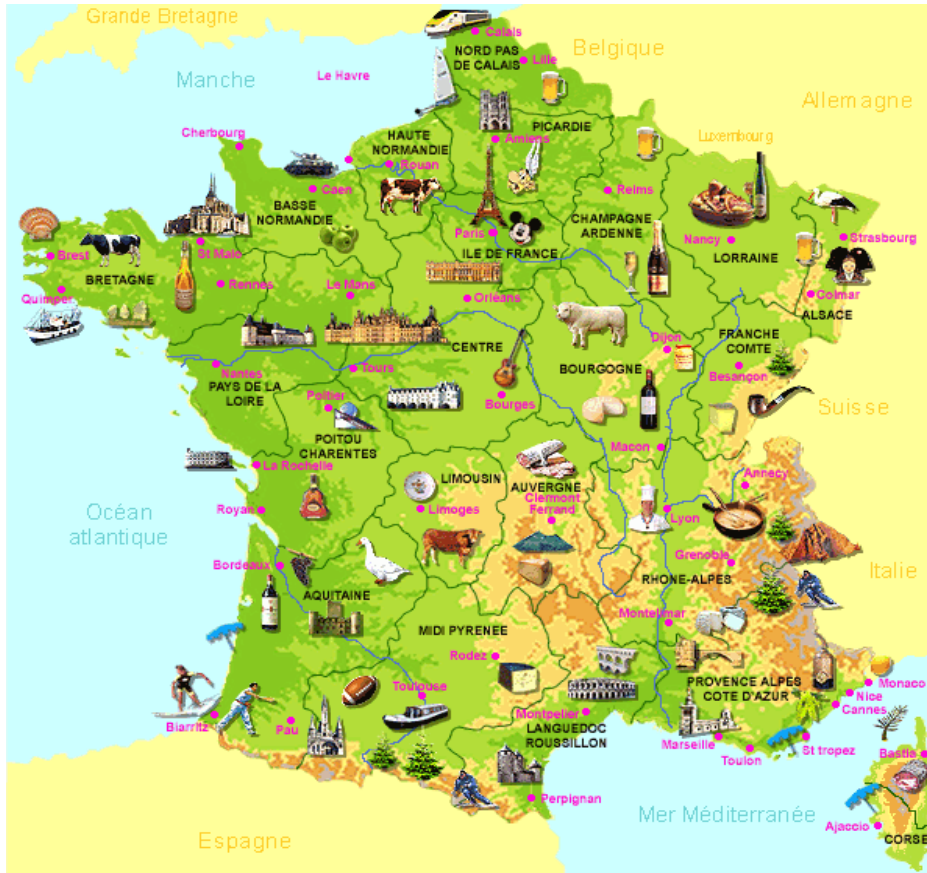 Grande Bretagne
Calais
NORD PAS
DE CALAIS
Belgique
Lille
Manche
Le Havre
Allemagne
PICARDIE
Cherbourg
HAUTE
NORMANDIE
Amiens
Luxembourg
Rouan
Caen
Reims
BASSE
NORMANDIE
CHAMPAGNE
ARDENNE
Paris
Nancy
Strasbourg
St Malo
ILE DE FRANCE
LORRAINE
Brest
BRETAGNE
Rennes
Le Mans
Orléans
Colmar
Quimper
ALSACE
CENTRE
Dijon
FRANCHE
COMTE
Nantes
Tours
BOURGOGNE
Besançon
PAYS DE LA
LOIRE
Poitier
Bourges
Suisse
POITOU
CHARENTES
Macon
La Rochelle
LIMOUSIN
AUVERGNE
Annecy
Clermont
Ferrand
Royan
Limoges
Lyon
Océan
atlantique
Bordeaux
Grenoble
Italie
RHONE-ALPES
AQUITAINE
Montelimar
MIDI PYRENEE
Rodez
PROVENCE ALPES
COTE D'AZUR
Monaco
Toulouse
Nice
Cannes
Biarritz
Pau
Montpelier
LANGUEDOC
ROUSSILLON
Marseille
St tropez
Toulon
Bastia
Perpignan
Mer Méditerranée
Ajaccio
Espagne
CORSE